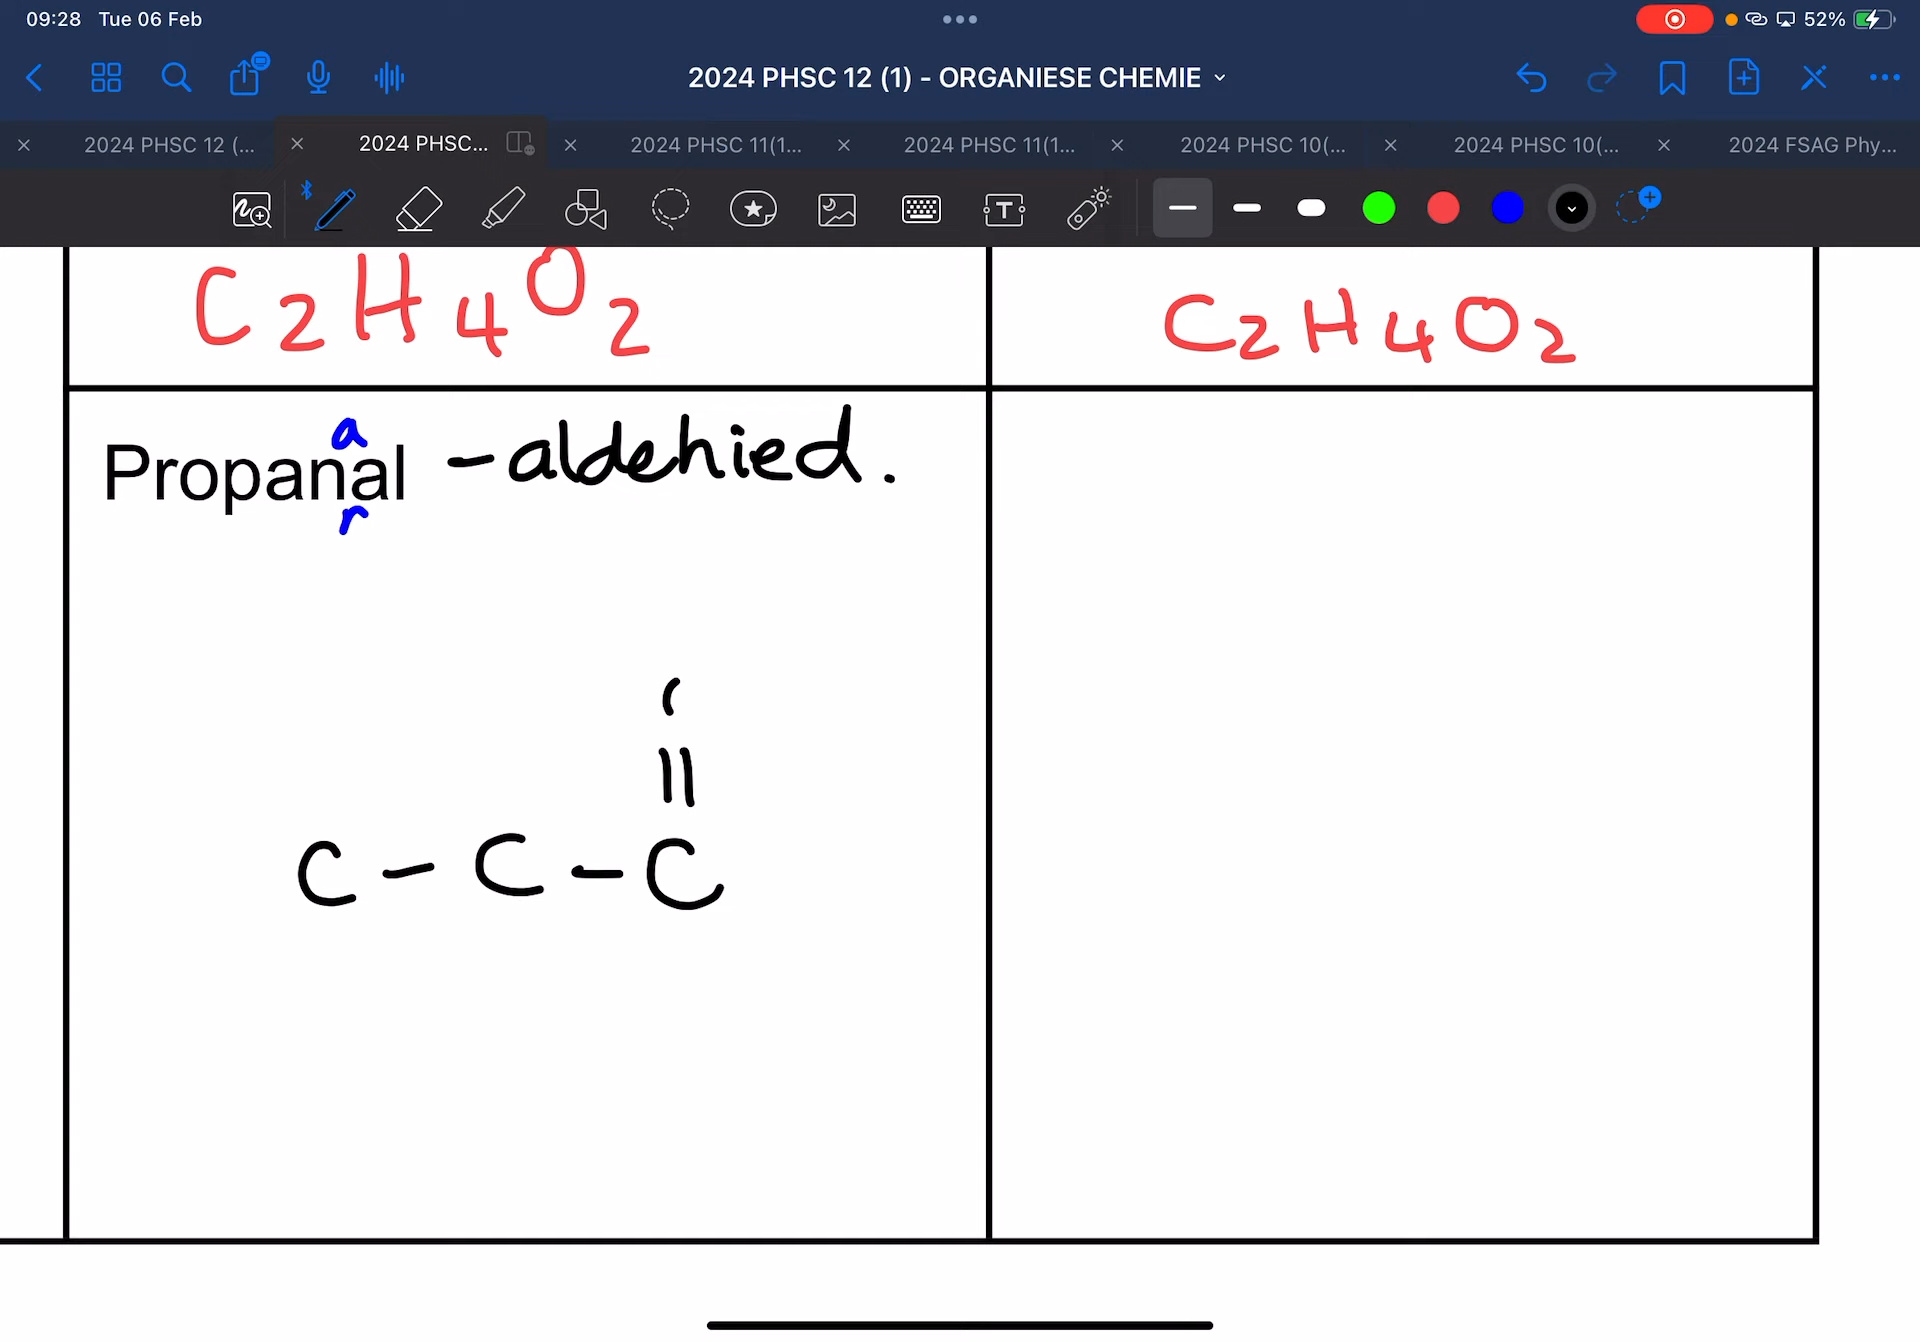 09:28 Tue 06 Feb
52%
2024 PHSC 12 (1) - ORGANIESE CHEMIE
2024 PHSC 12 (...
2024 PHSC...
2024 PHSC 11(1...
2024 PHSC 11(1...
2024 PHSC 10(...
2024 PHSC 10(...
2024 FSAG Phy...
T
C2H4O2
C2H4O2
a
Propanal - aldehied.
r
C - C - C